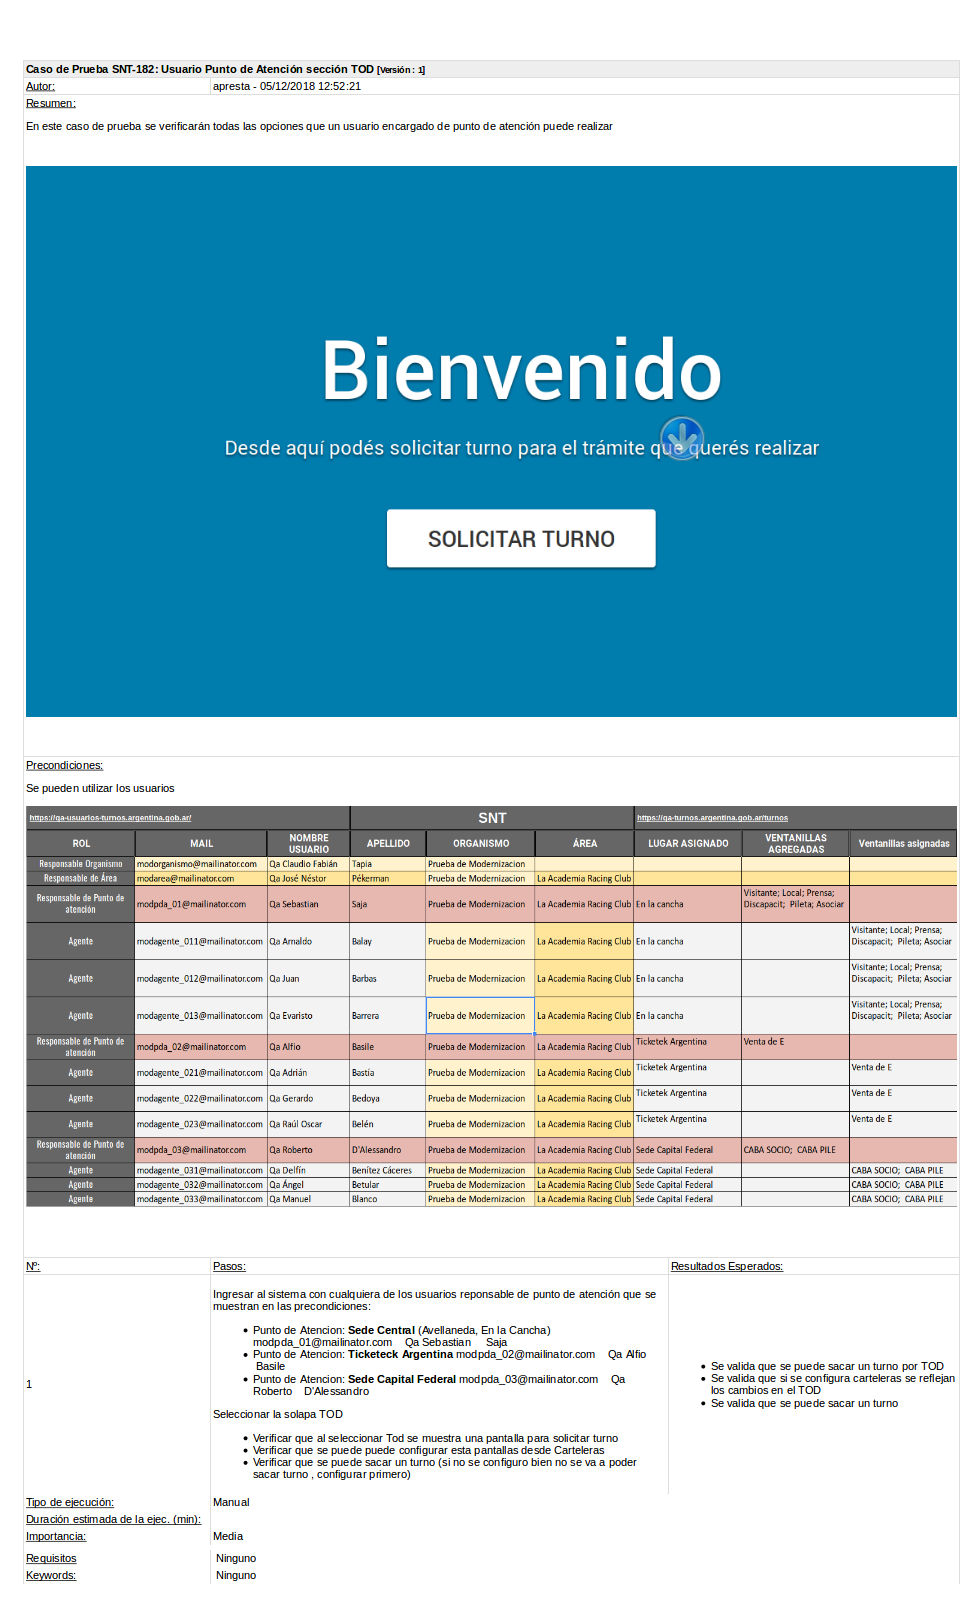 Caso de Prueba SNT-182: Usuario Punto de Atención sección TOD [Versión : 1]
Autor: apresta - 05/12/2018 12:52:21
Resumen:
En este caso de prueba se verificarán todas las opciones que un usuario encargado de punto de atención puede realizar
Bienvenido
Desde aquí podés solicitar turno para el trámite que querés realizar
SOLICITAR TURNO
Precondiciones:
Se pueden utilizar los usuarios
https://qa-usuarios-turnos.argentina.gob.ar/ SNT https://qa-turnos.argentina.gob.ar/turnos
ROL MAIL NOMBRE USUARIO APELLIDO ORGANISMO ÁREA LUGAR ASIGNADO VENTANILLAS AGREGADAS Ventanillas asignadas
Responsable Organismo modorganismo@mailinator.com Qa Claudio Fabián Tapia Prueba de Modernizacion
Responsable de Área modarea@mailinator.com Qa José Néstor Pékerman Prueba de Modernizacion La Academia Racing Club
Responsable de Punto de atención modpda_01@mailinator.com Qa Sebastian Saja Prueba de Modernizacion La Academia Racing Club En la cancha Visitante; Local; Prensa; Discapacit; Pileta; Asociar
Agente modagente_011@mailinator.com Qa Arnaldo Balay Prueba de Modernizacion La Academia Racing Club En la cancha Visitante; Local; Prensa; Discapacit; Pileta; Asociar
Agente modagente_012@mailinator.com Qa Juan Barbas Prueba de Modernizacion La Academia Racing Club En la cancha Visitante; Local; Prensa; Discapacit; Pileta; Asociar
Agente modagente_013@mailinator.com Qa Evaristo Barrera Prueba de Modernizacion La Academia Racing Club En la cancha Visitante; Local; Prensa; Discapacit; Pileta; Asociar
Responsable de Punto de atención modpda_02@mailinator.com Qa Alfio Basile Prueba de Modernizacion La Academia Racing Club Ticketek Argentina Venta de E
Agente modagente_021@mailinator.com Qa Adrián Bastía Prueba de Modernizacion La Academia Racing Club Ticketek Argentina Venta de E
Agente modagente_022@mailinator.com Qa Gerardo Bedoya Prueba de Modernizacion La Academia Racing Club Ticketek Argentina Venta de E
Agente modagente_023@mailinator.com Qa Raúl Oscar Belén Prueba de Modernizacion La Academia Racing Club Ticketek Argentina Venta de E
Responsable de Punto de atención modpda_03@mailinator.com Qa Roberto D'Alessandro Prueba de Modernizacion La Academia Racing Club Sede Capital Federal CABA SOCIO; CABA PILE
Agente modagente_031@mailinator.com Qa Delfín Benítez Cáceres Prueba de Modernizacion La Academia Racing Club Sede Capital Federal CABA SOCIO; CABA PILE
Agente modagente_032@mailinator.com Qa Ángel Betular Prueba de Modernizacion La Academia Racing Club Sede Capital Federal CABA SOCIO; CABA PILE
Agente modagente_033@mailinator.com Qa Manuel Blanco Prueba de Modernizacion La Academia Racing Club Sede Capital Federal CABA SOCIO; CABA PILE
Nº: Pasos: Resultados Esperados:
1
Ingresar al sistema con cualquiera de los usuarios reponsable de punto de atención que se
muestran en las precondiciones:
• Punto de Atencion: Sede Central (Avellaneda, En la Cancha)
modpda_01@mailinator.com Qa Sebastian Saja
• Punto de Atencion: Ticketeck Argentina modpda_02@mailinator.com Qa Alfio
Basile
• Punto de Atencion: Sede Capital Federal modpda_03@mailinator.com Qa
Roberto D'Alessandro
Seleccionar la solapa TOD
• Verificar que al seleccionar Tod se muestra una pantalla para solicitar turno
• Verificar que se puede puede configurar esta pantallas desde Carteleras
• Verificar que se puede sacar un turno (si no se configuro bien no se va a poder
sacar turno , configurar primero)
• Se valida que se puede sacar un turno por TOD
• Se valida que si se configura carteleras se reflejan
los cambios en el TOD
• Se valida que se puede sacar un turno
Tipo de ejecución: Manual
Duración estimada de la ejec. (min):
Importancia: Media
Requisitos Ninguno
Keywords: Ninguno